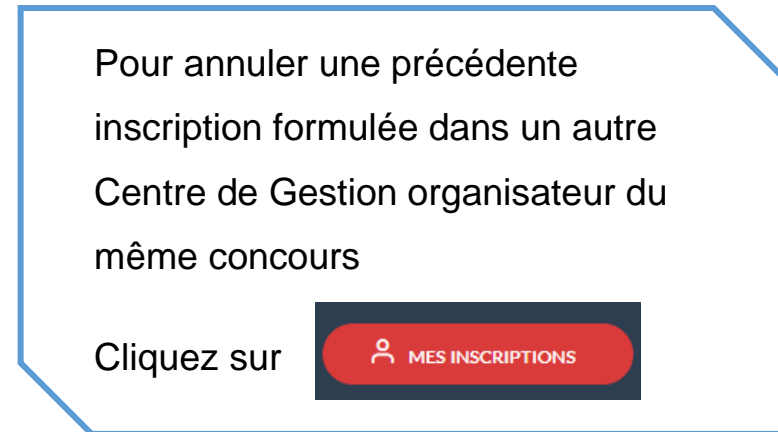 Pour annuler une précédente
inscription formulée dans un autre
Centre de Gestion organisateur du
même concours
Cliquez sur MES INSCRIPTIONS